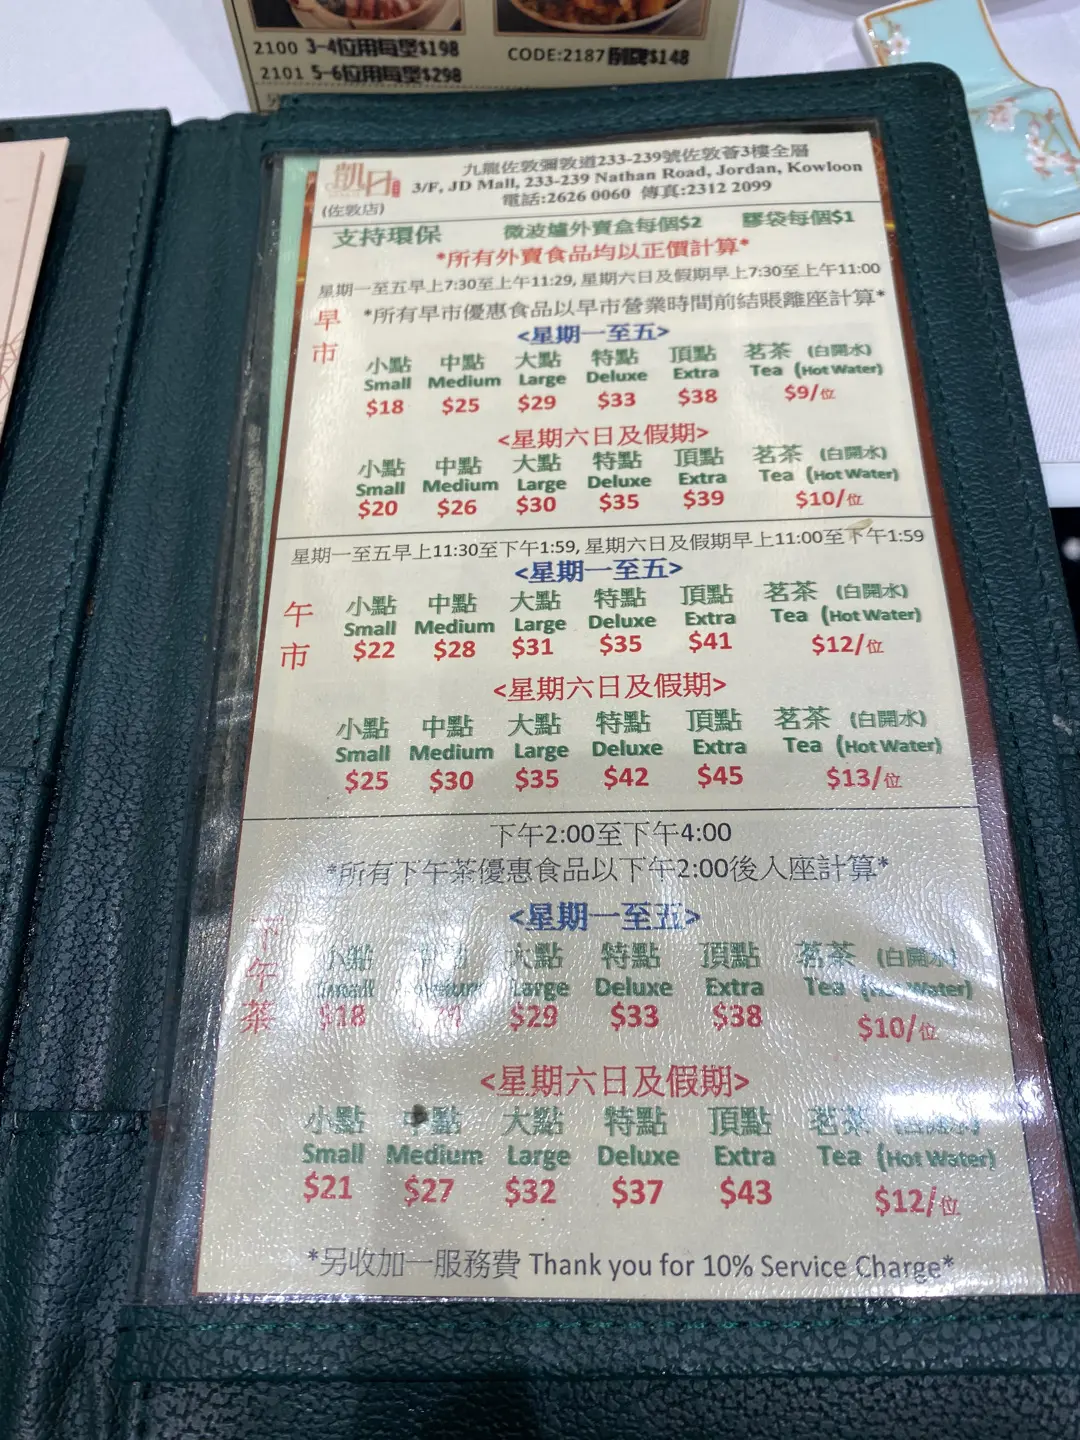 2100 3-4位用每堡$198
2101 5-6位用每堡$298
CODE:2187 $148
凱日
九龍佐敦彌敦道233-239號佐敦薈3樓全層
3/F, JD Mall, 233-239 Nathan Road, Jordan, Kowloon
電話:2626 0060 傳真:2312 2099
(佐敦店)
支持環保 微波爐外賣盒每個$2 膠袋每個$1
*所有外賣食品均以正價計算*
星期一至五早上7:30至上午11:29, 星期六日及假期早上7:30至上午11:00
*所有早市優惠食品以早市營業時間前結賬離座計算*
早市
<星期一至五>
小點 中點 大點 特點 頂點 茗茶 (白開水)
Small Medium Large Deluxe Extra Tea (Hot Water)
$18 $25 $29 $33 $38 $9/位
<星期六日及假期>
小點 中點 大點 特點 頂點 茗茶 (白開水)
Small Medium Large Deluxe Extra Tea (Hot Water)
$20 $26 $30 $35 $39 $10/位
星期一至五早上11:30至下午1:59, 星期六日及假期早上11:00至下午1:59
午市
<星期一至五>
小點 中點 大點 特點 頂點 茗茶 (白開水)
Small Medium Large Deluxe Extra Tea (Hot Water)
$22 $28 $31 $35 $41 $12/位
<星期六日及假期>
小點 中點 大點 特點 頂點 茗茶 (白開水)
Small Medium Large Deluxe Extra Tea (Hot Water)
$25 $30 $35 $42 $45 $13/位
下午2:00至下午4:00
*所有下午茶優惠食品以下午2:00後入座計算*
下午茶
<星期一至五>
小點 大點 特點 頂點 茗茶 (白開水)
Small Large Deluxe Extra Tea (Hot Water)
$18 $29 $33 $38 $10/位
<星期六日及假期>
小點 中點 大點 特點 頂點 茗茶 (白開水)
Small Medium Large Deluxe Extra Tea (Hot Water)
$21 $27 $32 $37 $43 $12/位
*另收加一服務費 Thank you for 10% Service Charge*